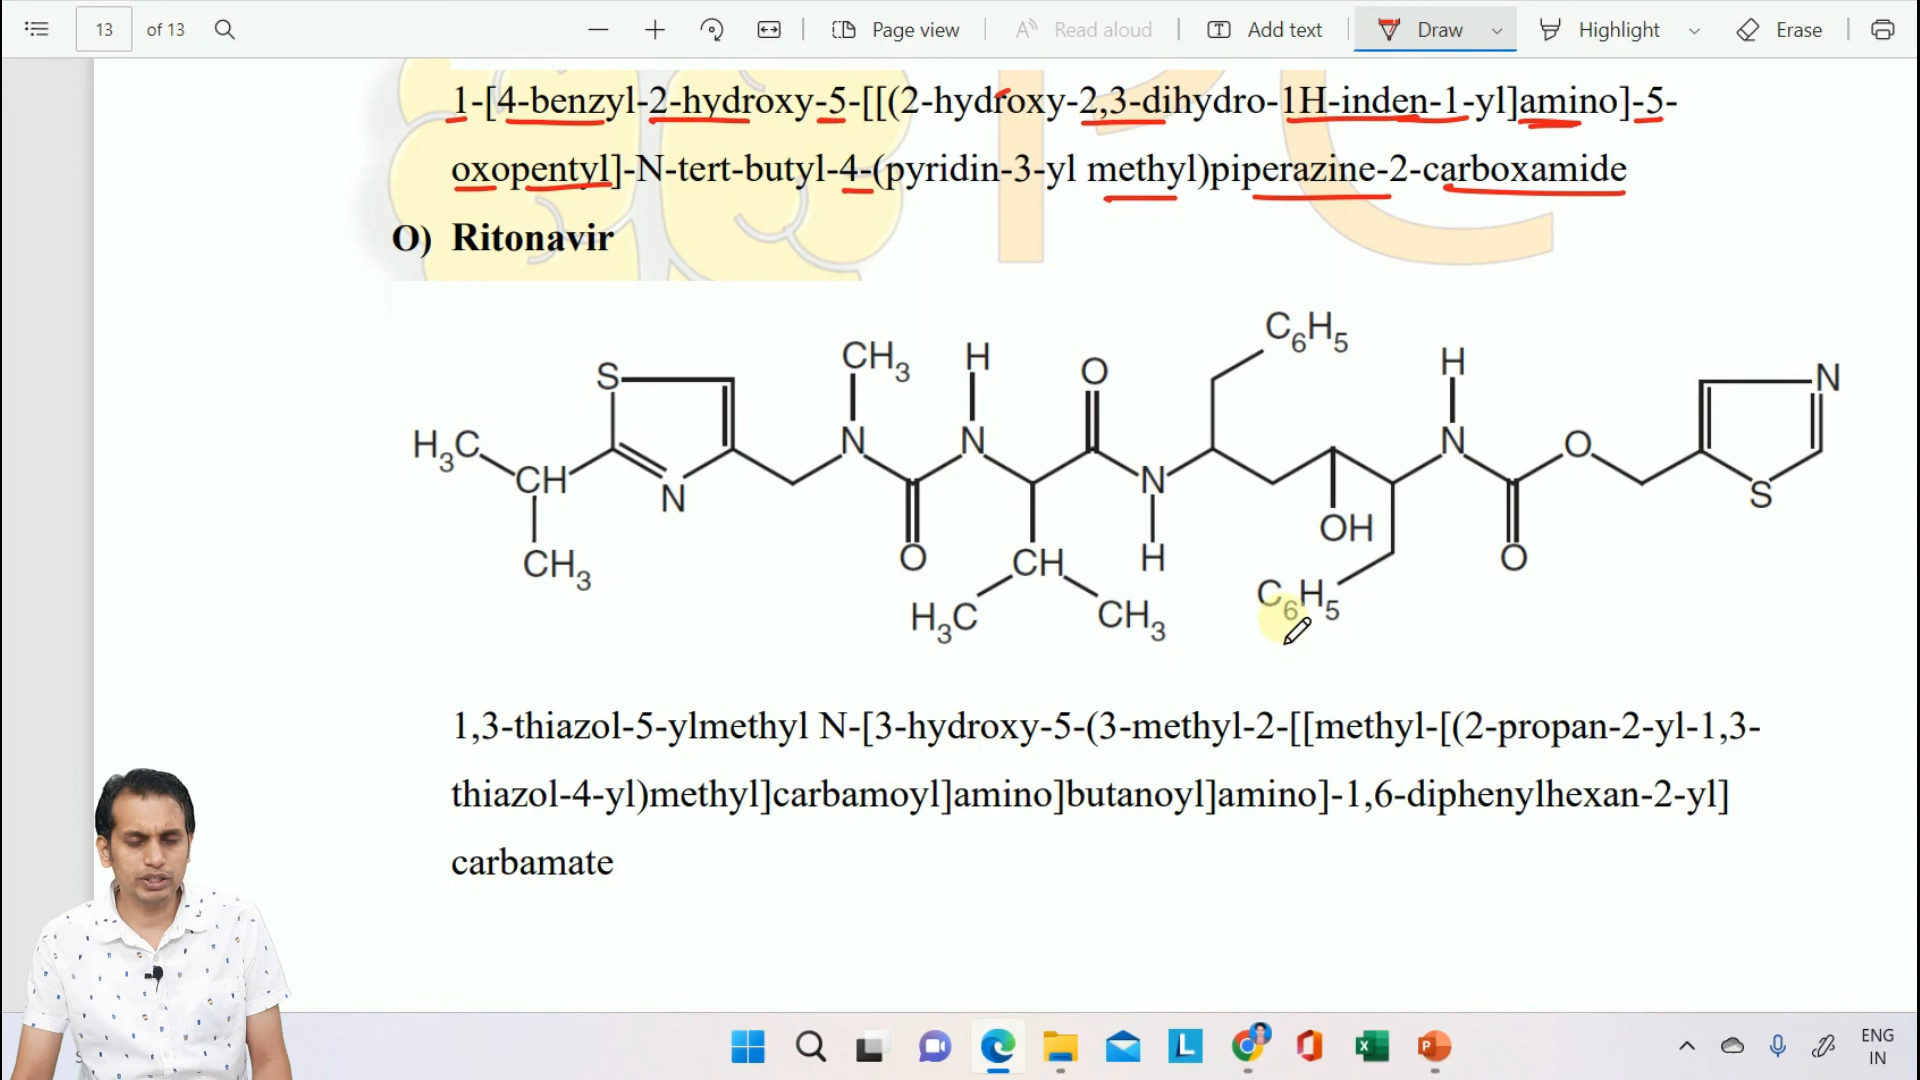 13 of 13 Page view Read aloud Add text Draw Highlight Erase
1-[4-benzyl-2-hydroxy-5-[[(2-hydroxy-2,3-dihydro-1H-inden-1-yl]amino]-5-
oxopentyl]-N-tert-butyl-4-(pyridin-3-yl methyl)piperazine-2-carboxamide
O) Ritonavir
C6H5
CH3 H O H
S N
H3C N N N O
CH N N S
OH
CH3 O CH H O
C6H5
H3C CH3
1,3-thiazol-5-ylmethyl N-[3-hydroxy-5-(3-methyl-2-[[methyl-[(2-propan-2-yl-1,3-
thiazol-4-yl)methyl]carbamoyl]amino]butanoyl]amino]-1,6-diphenylhexan-2-yl]
carbamate
ENG
IN